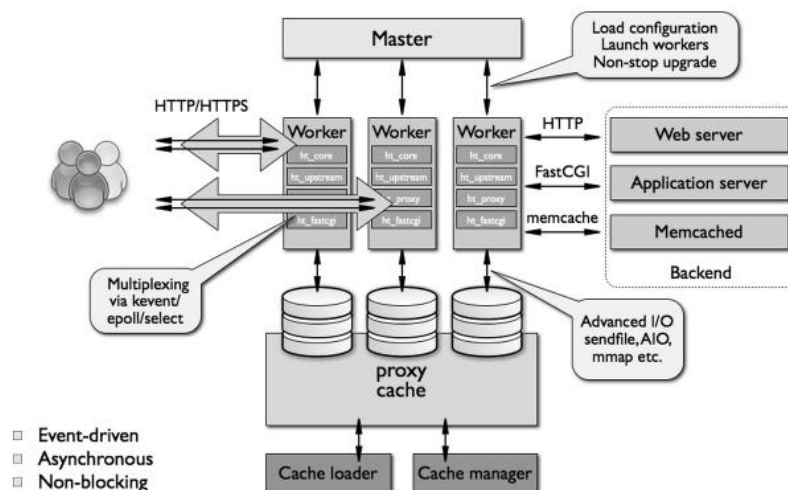 Master
Load configuration
Launch workers
Non-stop upgrade
HTTP/HTTPS
Worker
ht_core
ht_upstream
ht_fastcgi
Worker
ht_core
ht_upstream
ht_fastcgi
Worker
ht_core
ht_upstream
ht_proxy
ht_fastcgi
HTTP
FastCGI
memcache
Web server
Application server
Memcached
Backend
Multiplexing
via kevent/
epoll/select
Advanced I/O
sendfile, AIO,
mmap etc.
proxy
cache
Event-driven
Asynchronous
Non-blocking
Cache loader
Cache manager